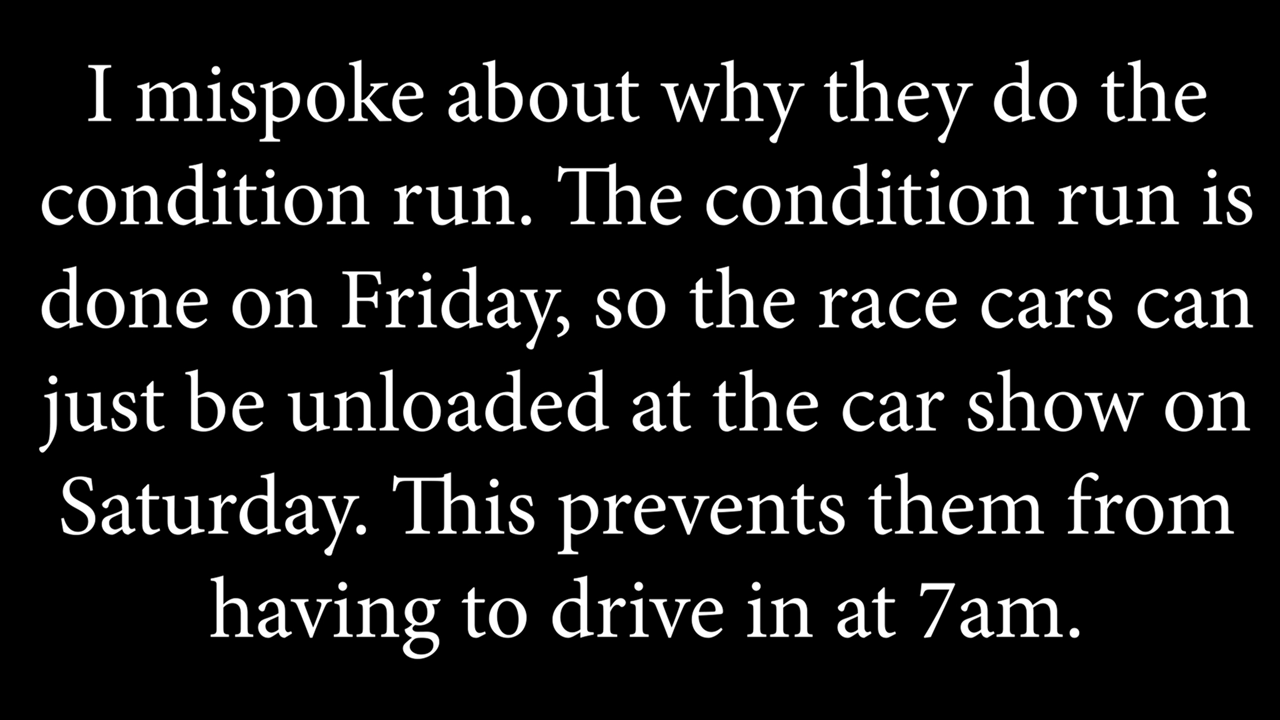 I mispoke about why they do the
condition run. The condition run is
done on Friday, so the race cars can
just be unloaded at the car show on
Saturday. This prevents them from
having to drive in at 7am.